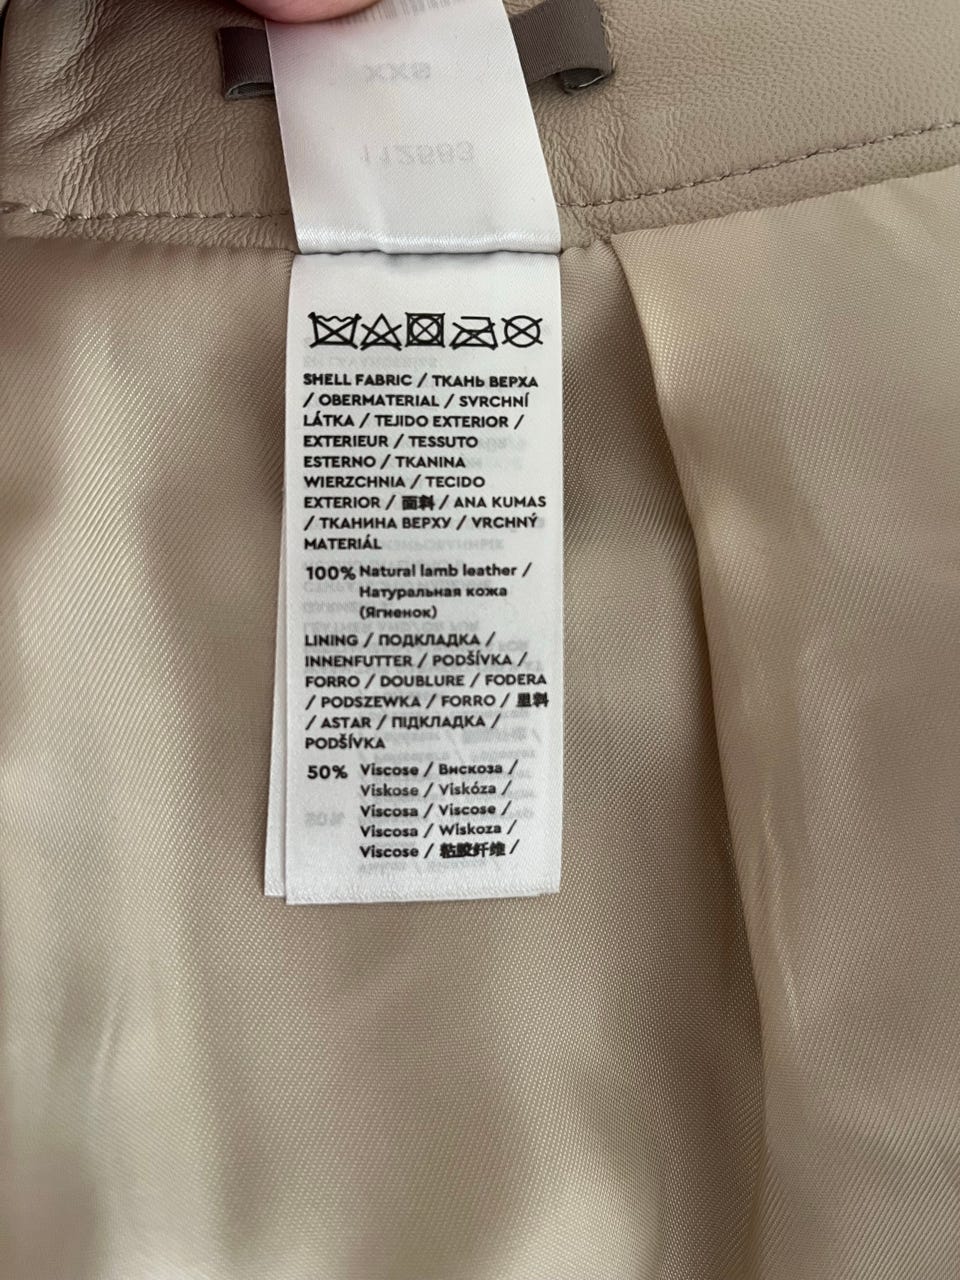 SHELL FABRIC / ТКАНЬ ВЕРХА
/ OBERMATERIAL / SVRCHNÍ
LÁTKA / TEJIDO EXTERIOR /
EXTERIEUR / TESSUTO
ESTERNO / TKANINA
WIERZCHNIA / TECIDO
EXTERIOR / 面料 / ANA KUMAS
/ ТКАНИНА ВЕРХУ / VRCHNÝ
MATERIÁL
100% Natural lamb leather /
Натуральная кожа
(Ягненок)
LINING / ПОДКЛАДКА /
INNENFUTTER / PODŠÍVKA /
FORRO / DOUBLURE / FODERA
/ PODSZEWKA / FORRO / 里料
/ ASTAR / ПІДКЛАДКА /
PODŠÍVKA
50% Viscose / Вискоза /
Viskose / Viskóza /
Viscosa / Viscose /
Viscosa / Wiskoza /
Viscose / 粘胶纤维 /